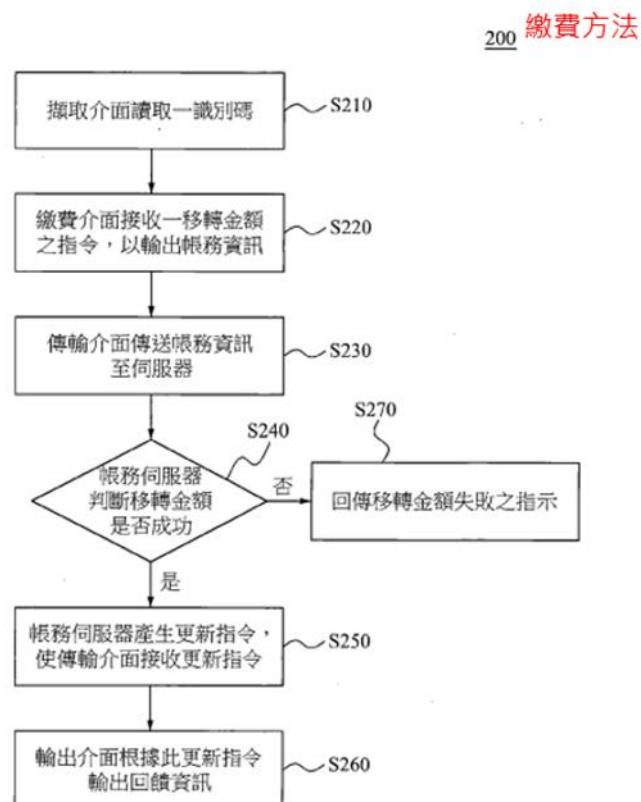 200 繳費方法
擷取介面讀取一識別碼
S210
繳費介面接收一移轉金額
之指令，以輸出帳務資訊
S220
傳輸介面傳送帳務資訊
至伺服器
S230
S240
帳務伺服器
判斷移轉金額
是否成功
否
S270
回傳移轉金額失敗之指示
是
帳務伺服器產生更新指令，
使傳輸介面接收更新指令
S250
輸出介面根據此更新指令
輸出回饋資訊
S260